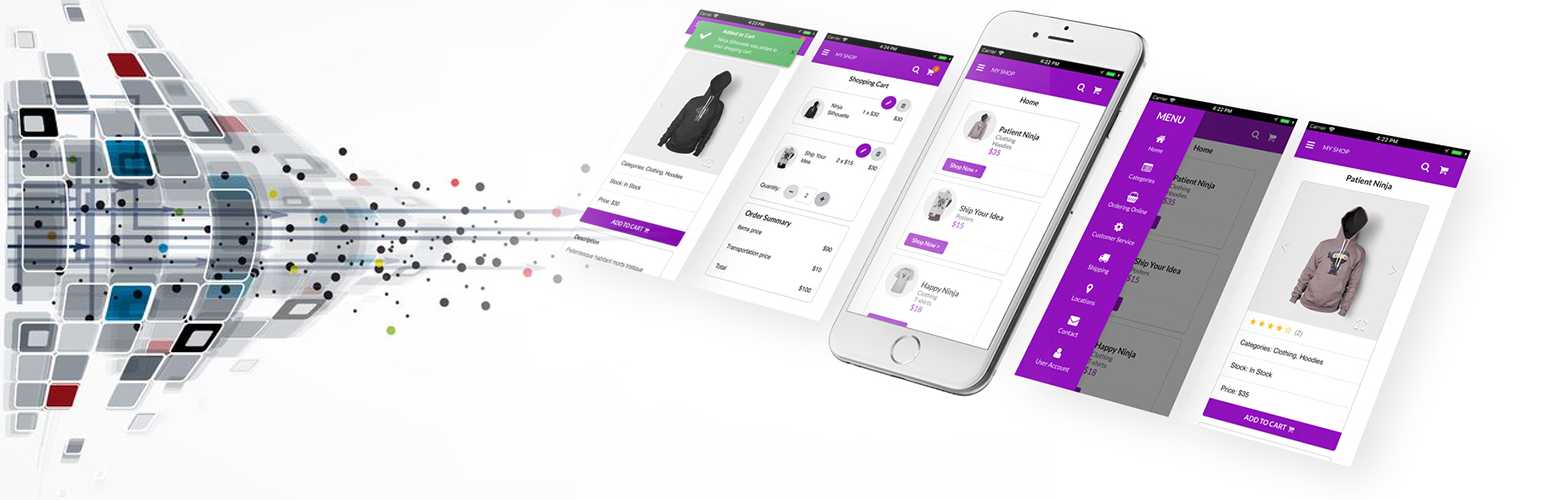 Carrier 4:23 PM
Added to Cart
Ninja Silhouette was added to
your shopping cart.
Categories: Clothing, Hoodies
Stock: In Stock
Price: $30
ADD TO CART
Description
Pellentesque habitant morbi tristique
Carrier 4:24 PM
MY SHOP
Shopping Cart
Ninja
Silhouette
1 x $30
$30
Ship Your
Idea
2 x $15
$30
Quantity:
2
Order Summary
Items price
$90
Transportation price
$10
Total
$100
Carrier 4:22 PM
MY SHOP
Home
Patient Ninja
Clothing
Hoodies
$35
Shop Now >
Ship Your Idea
Posters
$15
Shop Now >
Happy Ninja
Clothing
T-shirts
$18
Carrier 4:22 PM
MENU
Home
Categories
Ordering Online
Customer Service
Shipping
Locations
Contact
User Account
Home
Patient Ninja
Clothing
Hoodies
$35
Ship Your Idea
Posters
$15
Happy Ninja
Clothing
T-shirts
$18
Carrier 4:22 PM
MY SHOP
Patient Ninja
(2)
Categories: Clothing, Hoodies
Stock: In Stock
Price: $35
ADD TO CART